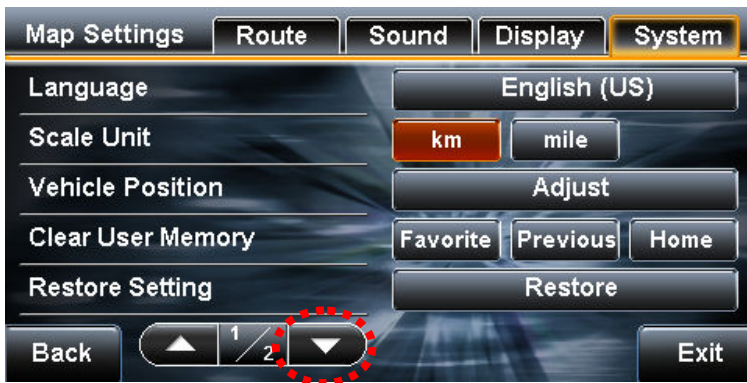 Map Settings Route Sound Display System
Language English (US)
Scale Unit km mile
Vehicle Position Adjust
Clear User Memory Favorite Previous Home
Restore Setting Restore
Back 1/2 Exit